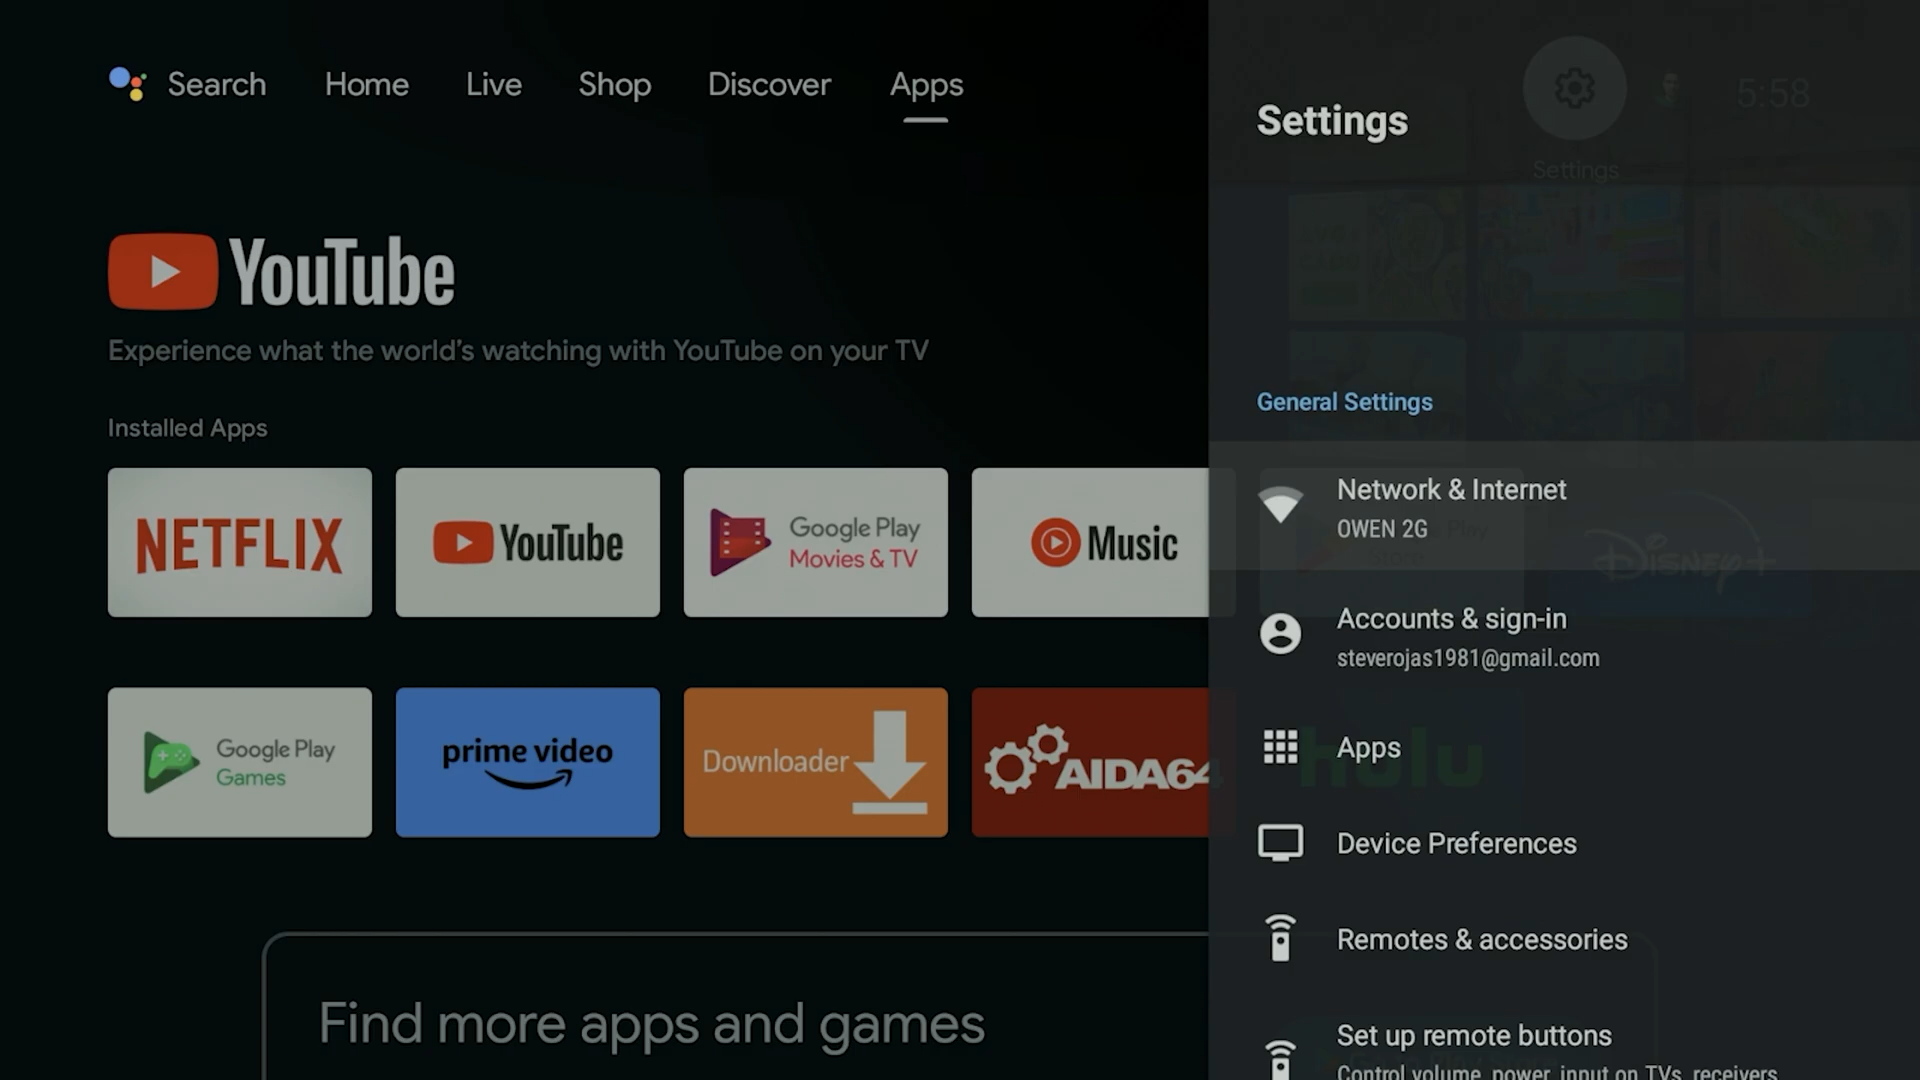 Search Home Live Shop Discover Apps
5:58
Settings
Settings
YouTube
Experience what the world's watching with YouTube on your TV
General Settings
Installed Apps
NETFLIX
YouTube
Google Play
Movies & TV
Music
Network & Internet
OWEN 2G
Disney+
Accounts & sign-in
steverojas1981@gmail.com
Google Play
Games
prime video
Downloader
AIDA64
hulu
Apps
Device Preferences
Remotes & accessories
Find more apps and games
Set up remote buttons
Control volume, power, input on TVs, receivers